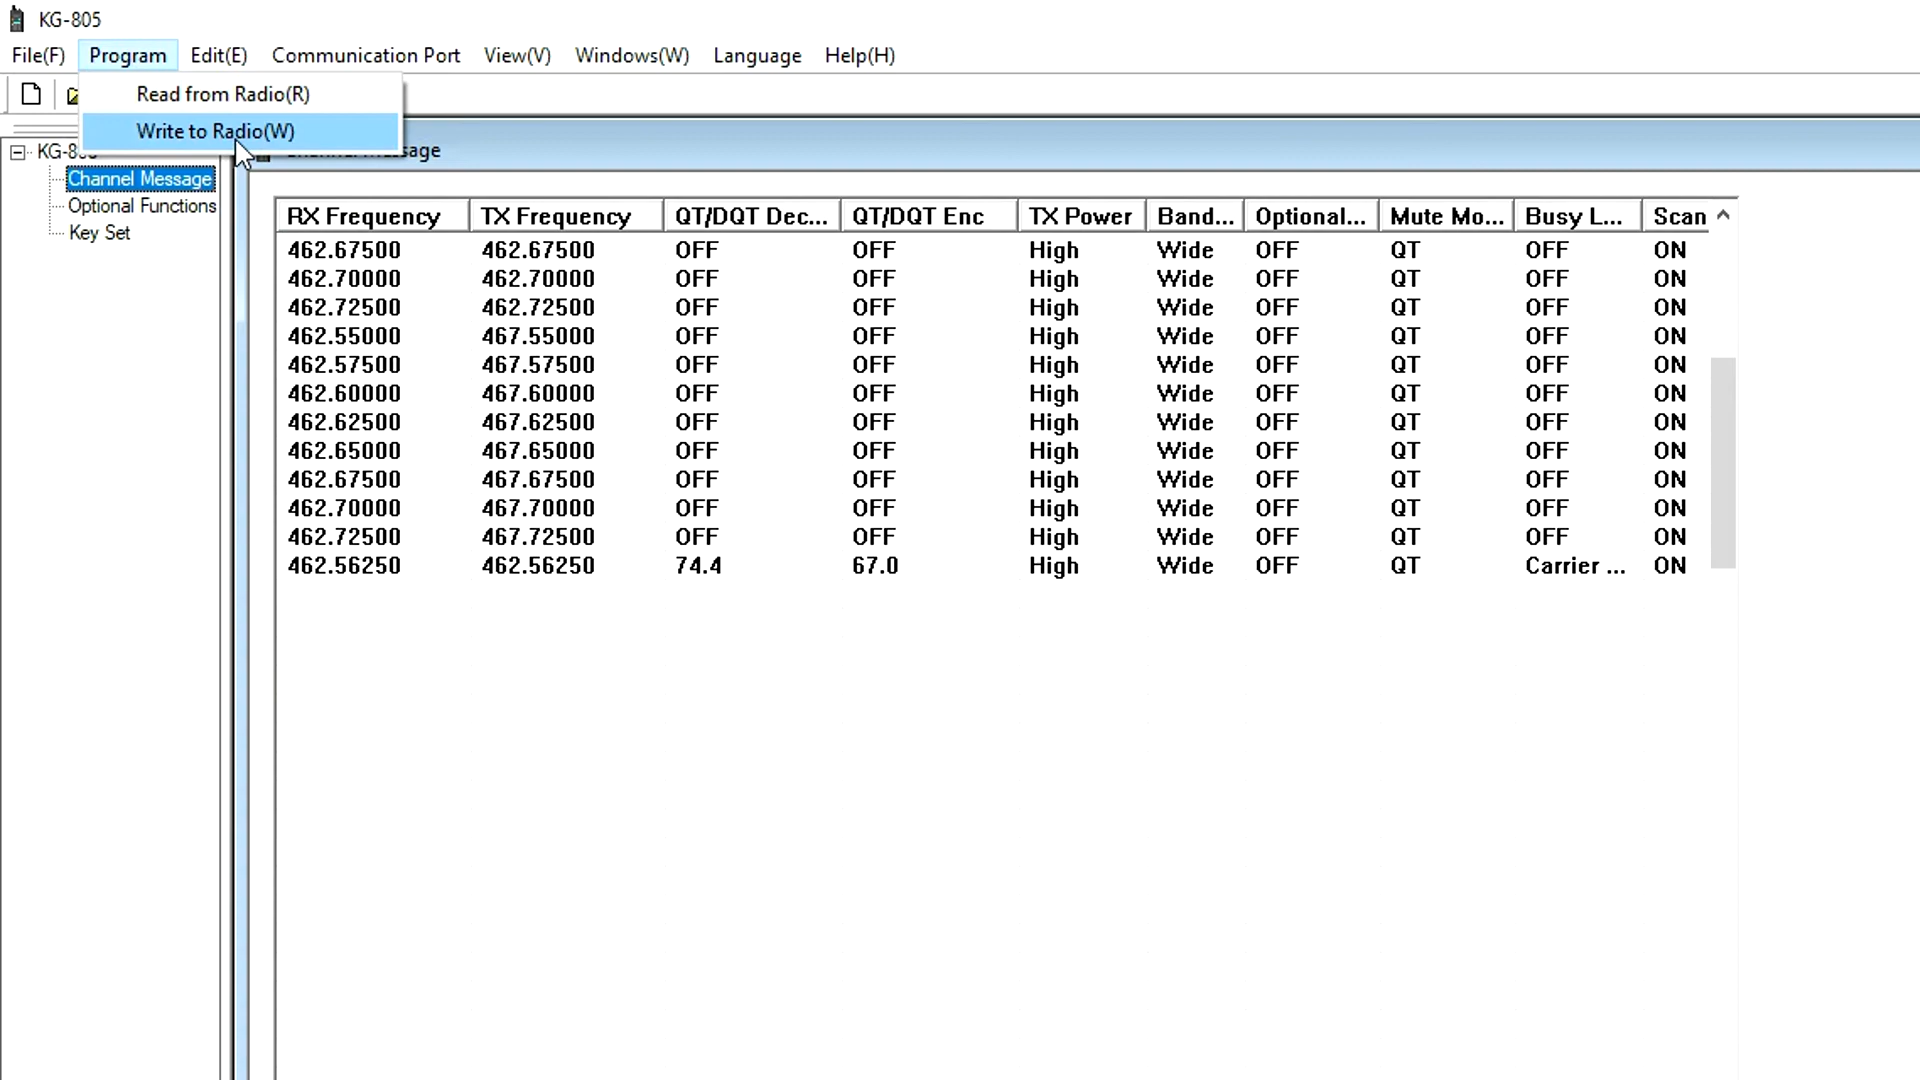 KG-805
File(F) Program Edit(E) Communication Port View(V) Windows(W) Language Help(H)
Read from Radio(R)
Write to Radio(W)
Channel Message
Optional Functions
Key Set
RX Frequency TX Frequency QT/DQT Dec... QT/DQT Enc TX Power Band... Optional... Mute Mo... Busy L... Scan
462.67500 462.67500 OFF OFF High Wide OFF QT OFF ON
462.70000 462.70000 OFF OFF High Wide OFF QT OFF ON
462.72500 462.72500 OFF OFF High Wide OFF QT OFF ON
462.55000 467.55000 OFF OFF High Wide OFF QT OFF ON
462.57500 467.57500 OFF OFF High Wide OFF QT OFF ON
462.60000 467.60000 OFF OFF High Wide OFF QT OFF ON
462.62500 467.62500 OFF OFF High Wide OFF QT OFF ON
462.65000 467.65000 OFF OFF High Wide OFF QT OFF ON
462.67500 467.67500 OFF OFF High Wide OFF QT OFF ON
462.70000 467.70000 OFF OFF High Wide OFF QT OFF ON
462.72500 467.72500 OFF OFF High Wide OFF QT OFF ON
462.56250 462.56250 74.4 67.0 High Wide OFF QT Carrier ... ON